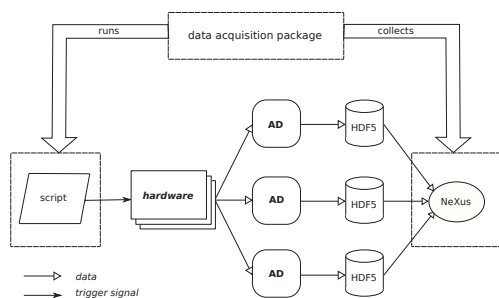 runs
data acquisition package
collects
AD
HDF5
script
hardware
AD
HDF5
NeXus
AD
HDF5
data
trigger signal